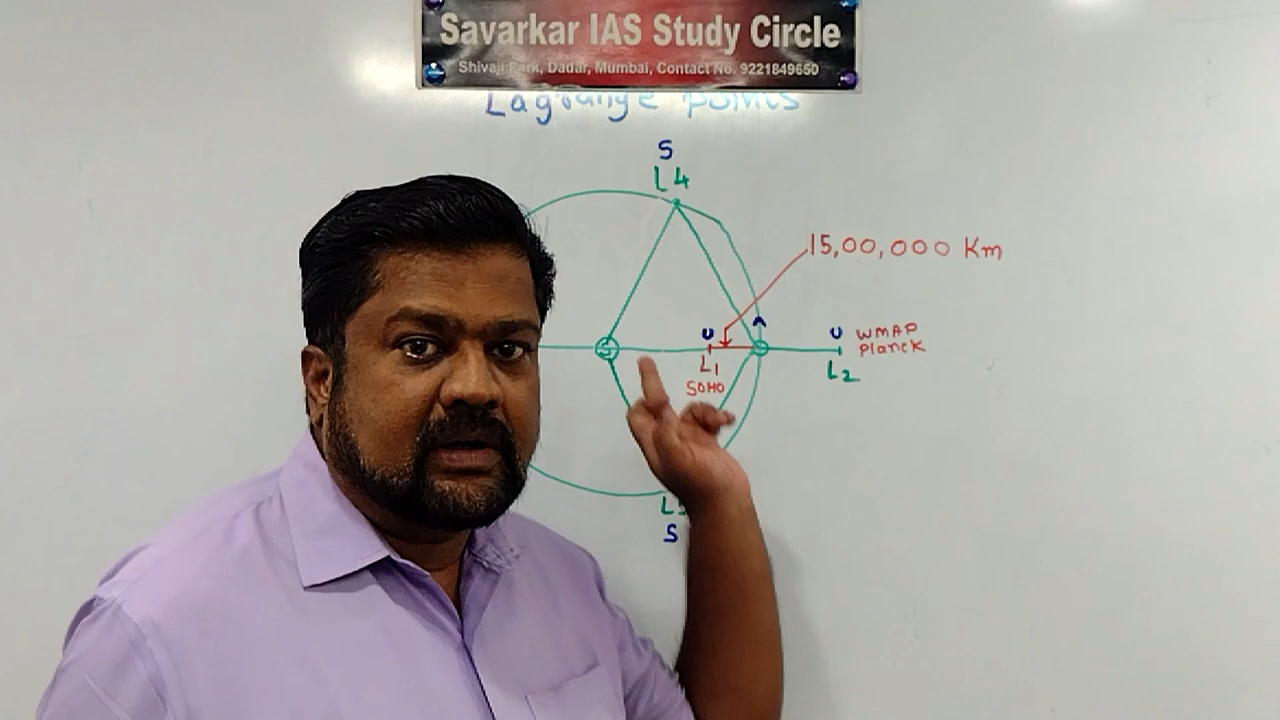 Savarkar IAS Study Circle
Shivaji Park, Dadar, Mumbai, Contact No. 9221849650
Lagrange points
S
L4
15,00,000 Km
U
U
WMAP
Planck
S
L1
L2
SOHO
L5
S